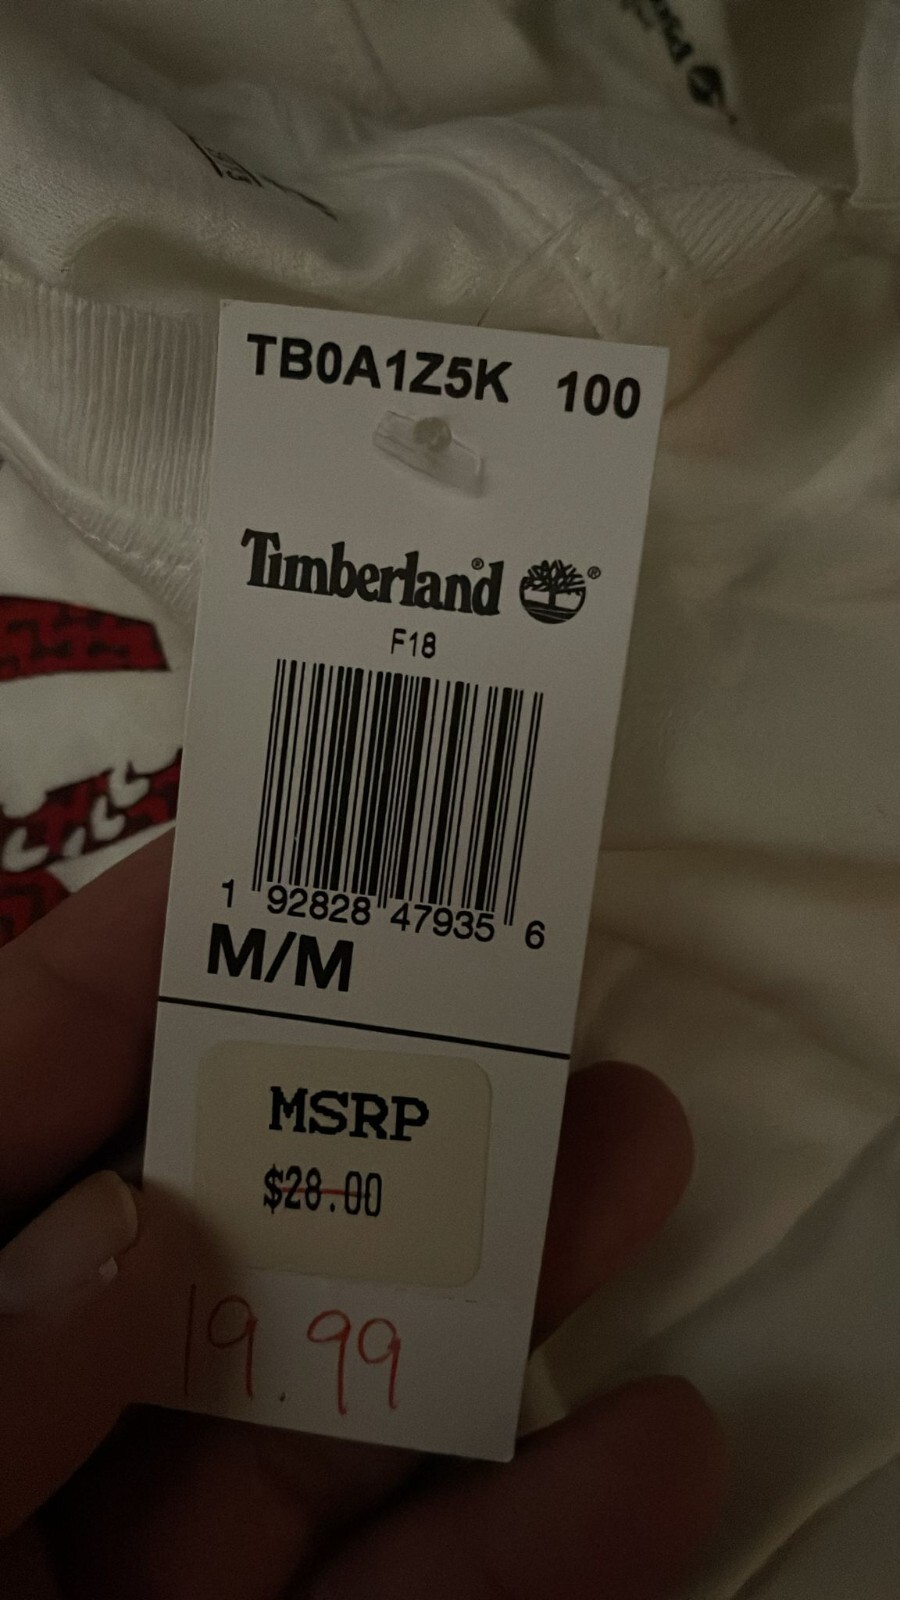 TB0A1Z5K 100
Timberland®
®
F18
1 92828 47935 6
M/M
MSRP
$28.00
19.99